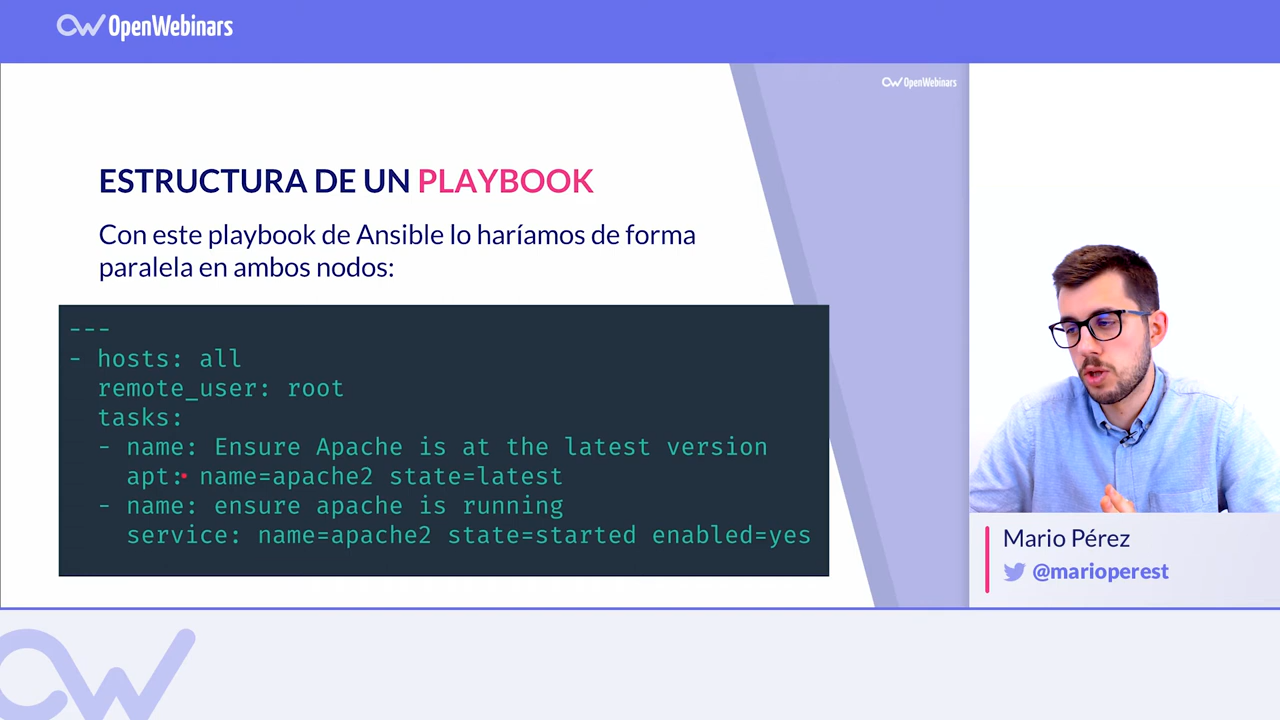 OpenWebinars
OpenWebinars
ESTRUCTURA DE UN PLAYBOOK
Con este playbook de Ansible lo haríamos de forma
paralela en ambos nodos:
---
- hosts: all
  remote_user: root
  tasks:
  - name: Ensure Apache is at the latest version
    apt: name=apache2 state=latest
  - name: ensure apache is running
    service: name=apache2 state=started enabled=yes
Mario Pérez
@marioperest